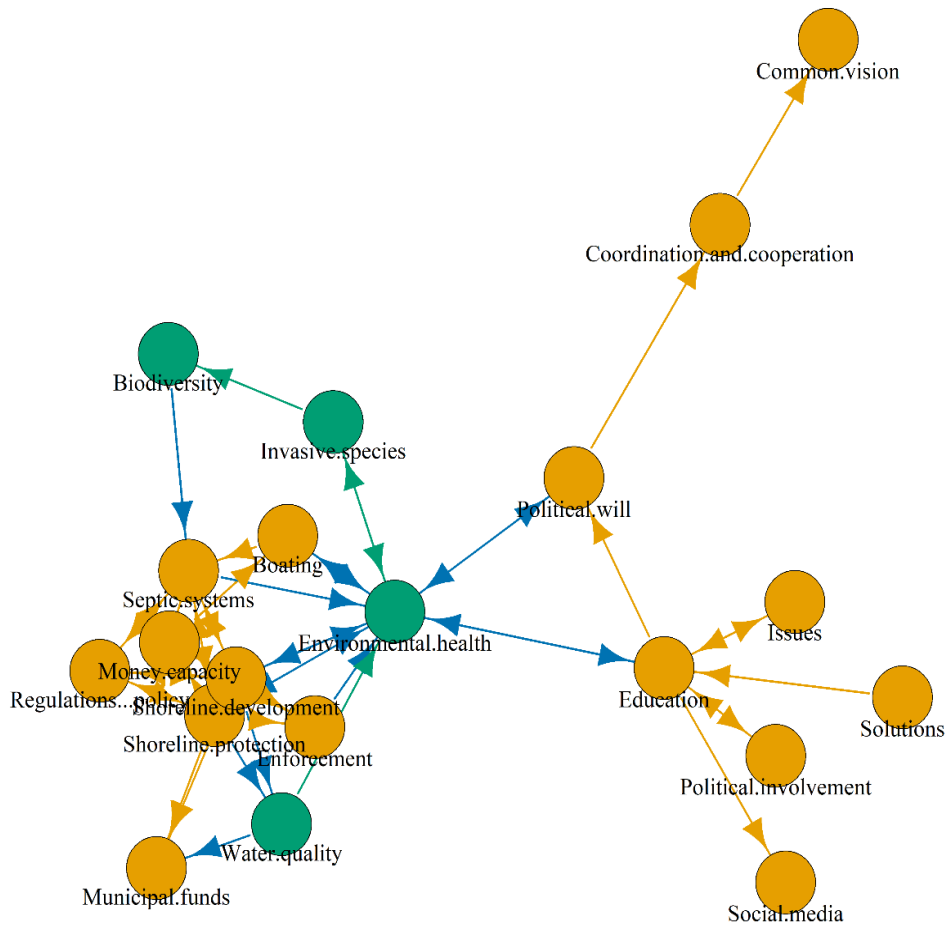 Common.vision
Coordination.and.cooperation
Biodiversity
Invasive.species
Political.will
Boating
Septic.systems
Environmental.health
Issues
Money.capacity
Regulations...policy
Education
Shoreline.development
Solutions
Shoreline.protection
Enforcement
Political.involvement
Water.quality
Municipal.funds
Social.media